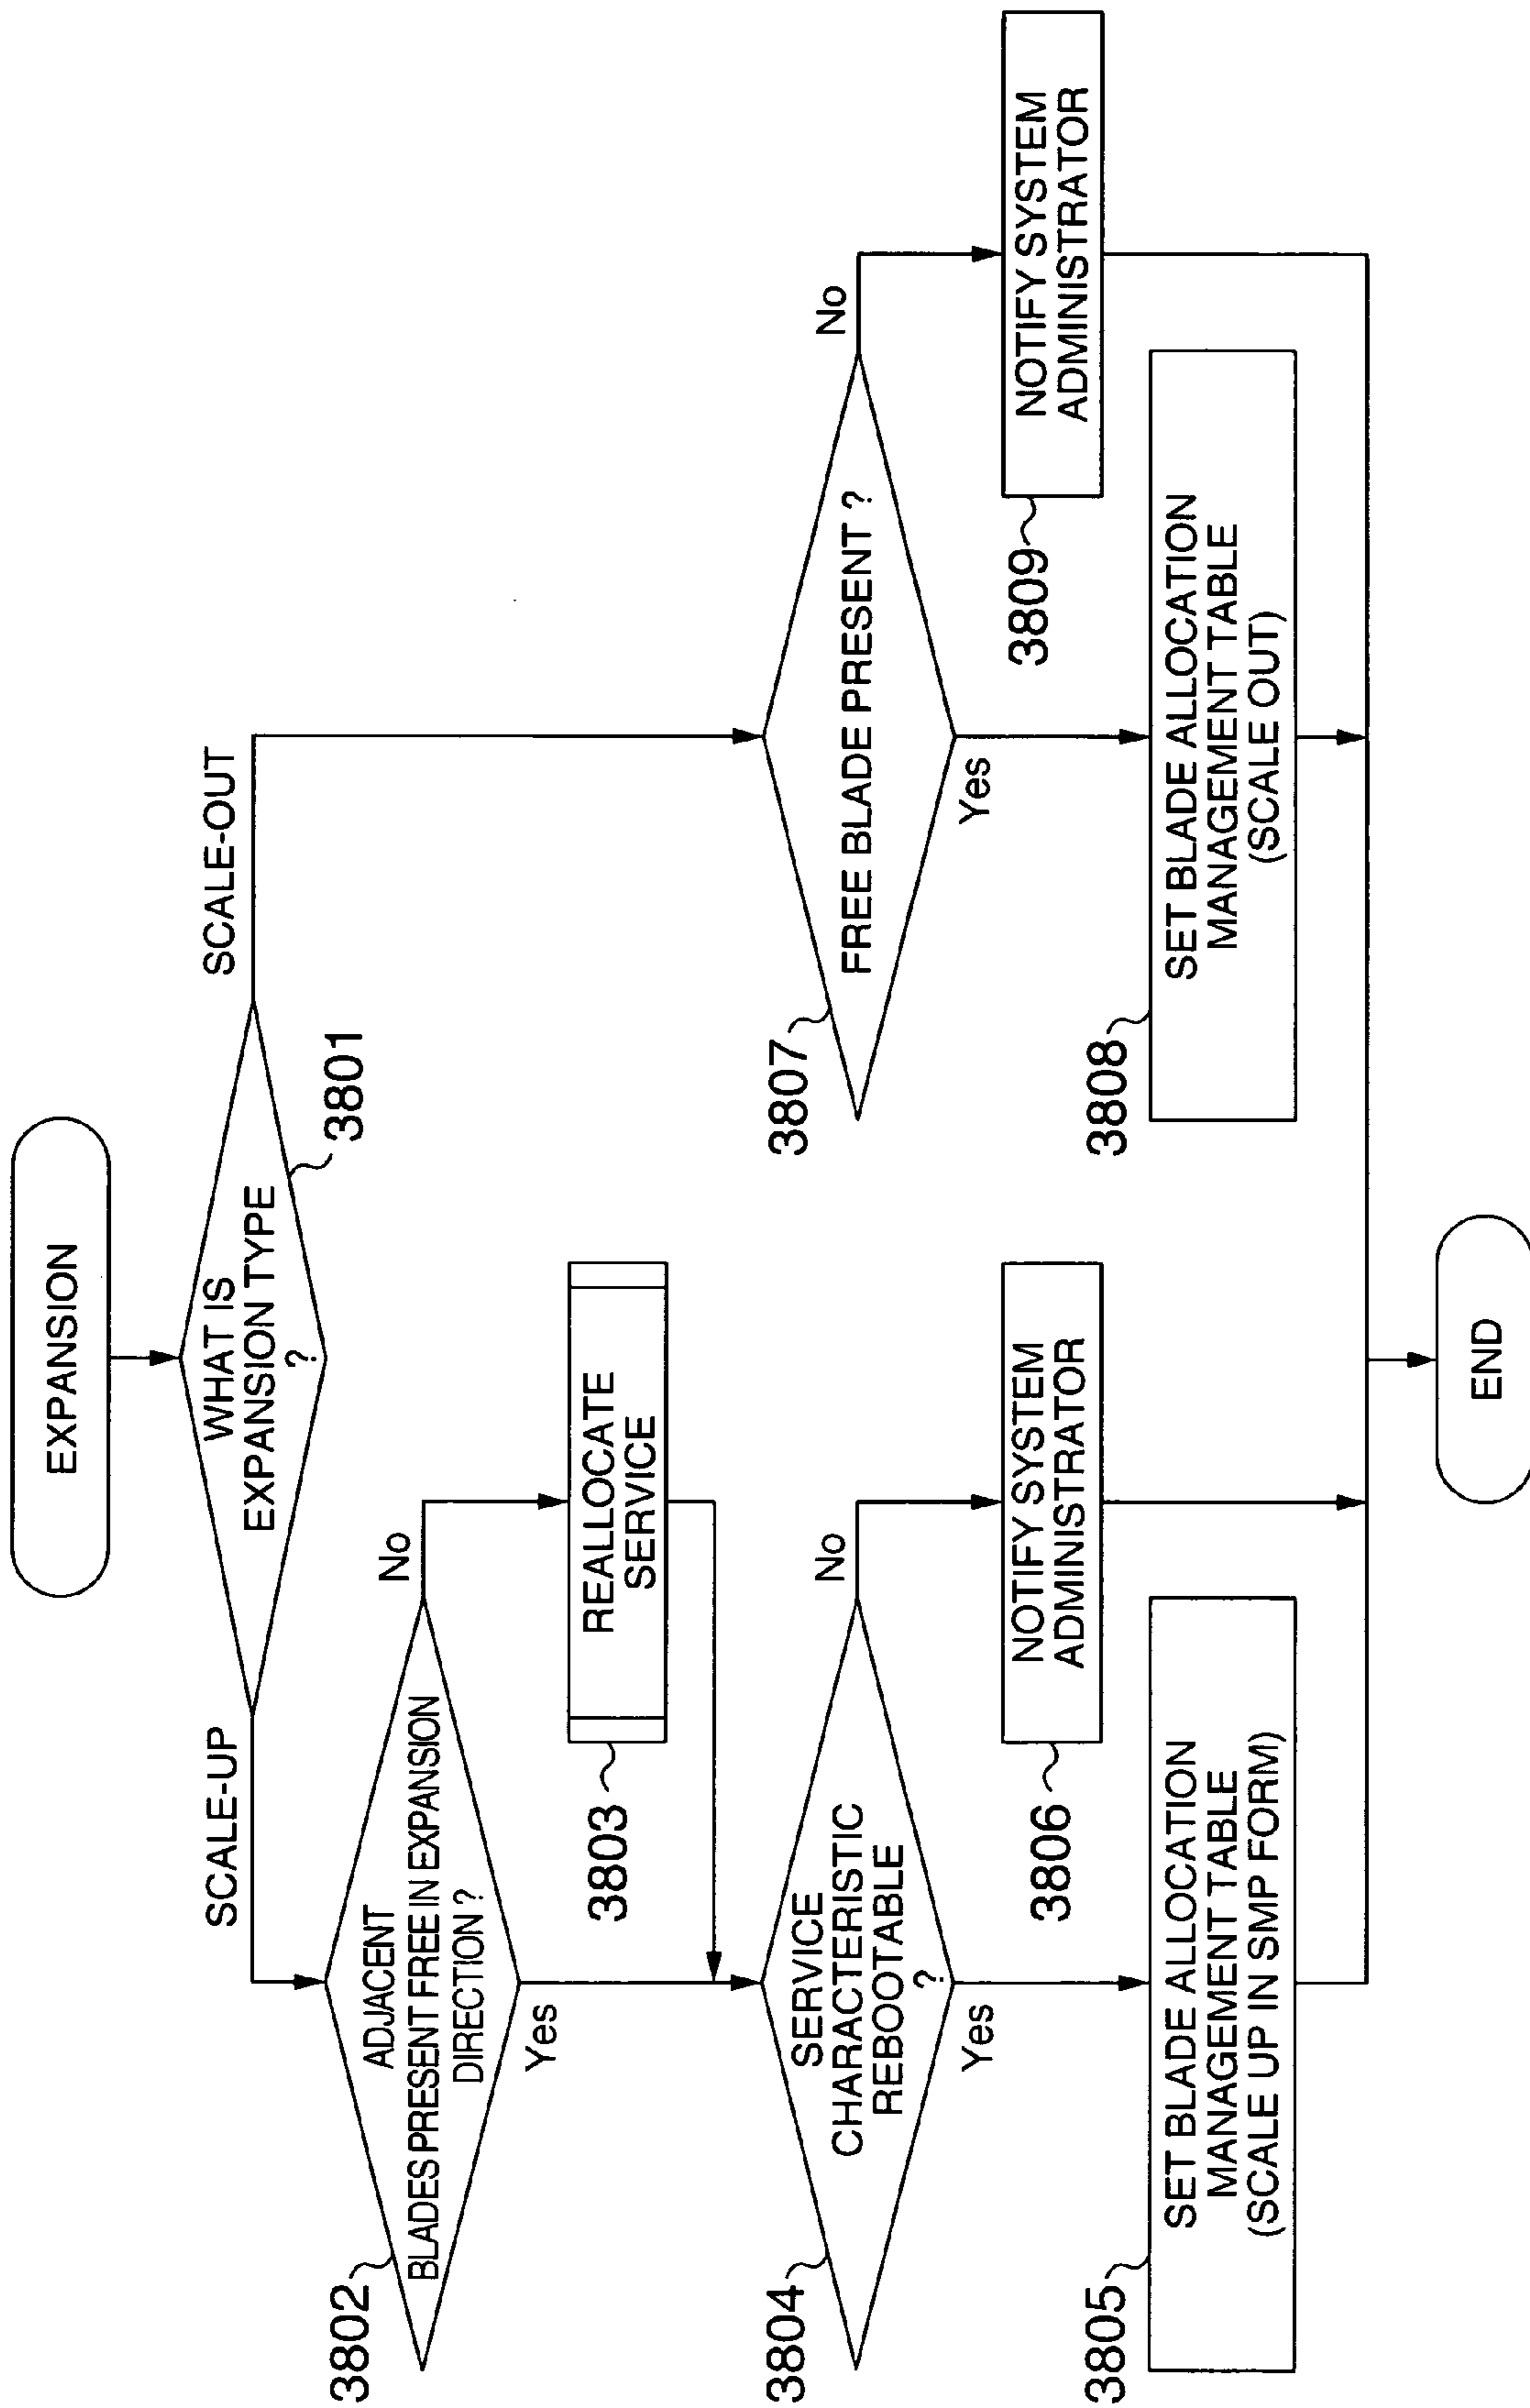 EXPANSION
WHAT IS
EXPANSION TYPE
?
3801
SCALE-UP
SCALE-OUT
3802
ADJACENT
BLADES PRESENT FREE IN EXPANSION
DIRECTION ?
No
Yes
REALLOCATE
SERVICE
3803
3804
SERVICE
CHARACTERISTIC
REBOOTABLE
?
No
Yes
NOTIFY SYSTEM
ADMINISTRATOR
3806
3805
SET BLADE ALLOCATION
MANAGEMENT TABLE
(SCALE UP IN SMP FORM)
3807
FREE BLADE PRESENT ?
No
Yes
NOTIFY SYSTEM
ADMINISTRATOR
3809
3808
SET BLADE ALLOCATION
MANAGEMENT TABLE
(SCALE OUT)
END